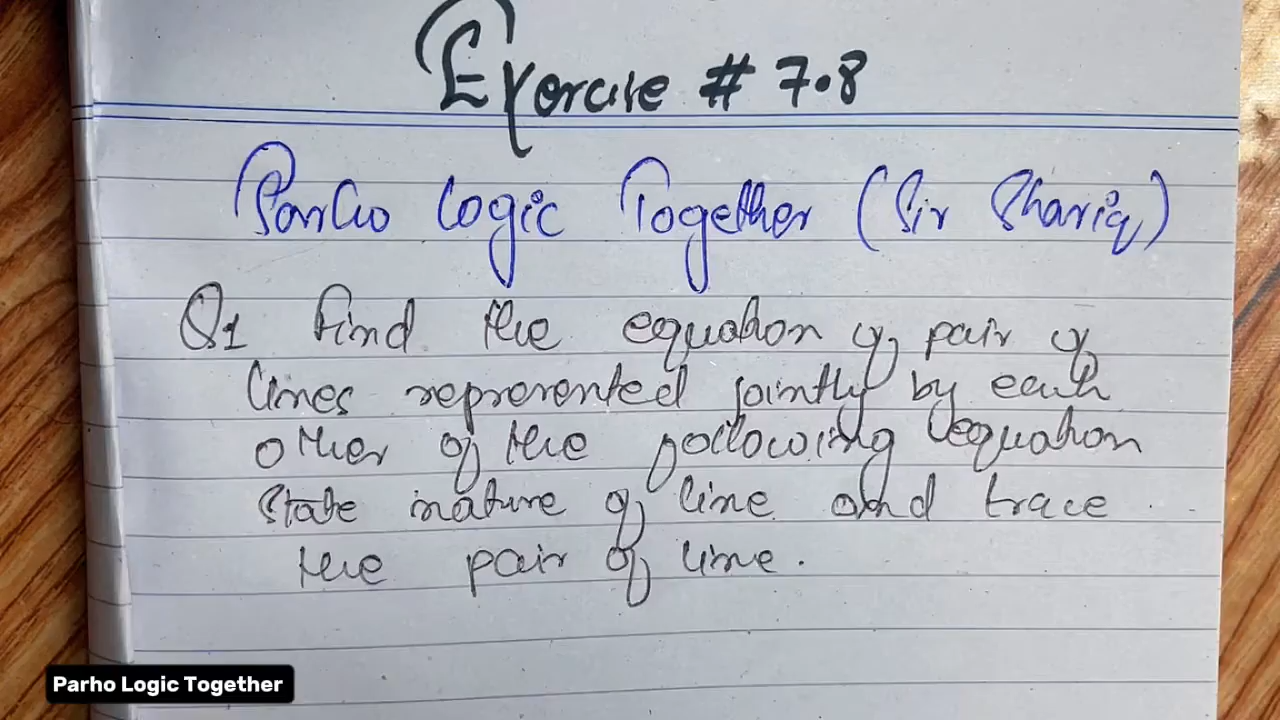 Exercise # 7.8
Parho Logic Together (Sir Shariq)
Q1 Find the equation of pair of
lines represented jointly by each
other of the following equation
State nature of line and trace
the pair of line.
Parho Logic Together